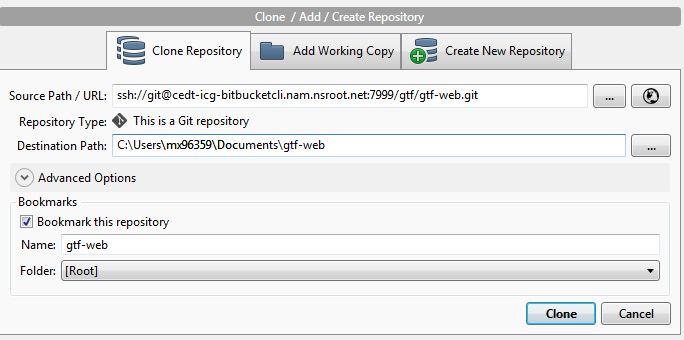 Clone / Add / Create Repository
Clone Repository
Add Working Copy
Create New Repository
Source Path / URL: ssh://git@cedt-icg-bitbucketcli.nam.nsroot.net:7999/gtf/gtf-web.git ...
Repository Type: This is a Git repository
Destination Path: C:\Users\mx96359\Documents\gtf-web ...
Advanced Options
Bookmarks
Bookmark this repository
Name: gtf-web
Folder: [Root]
Clone Cancel